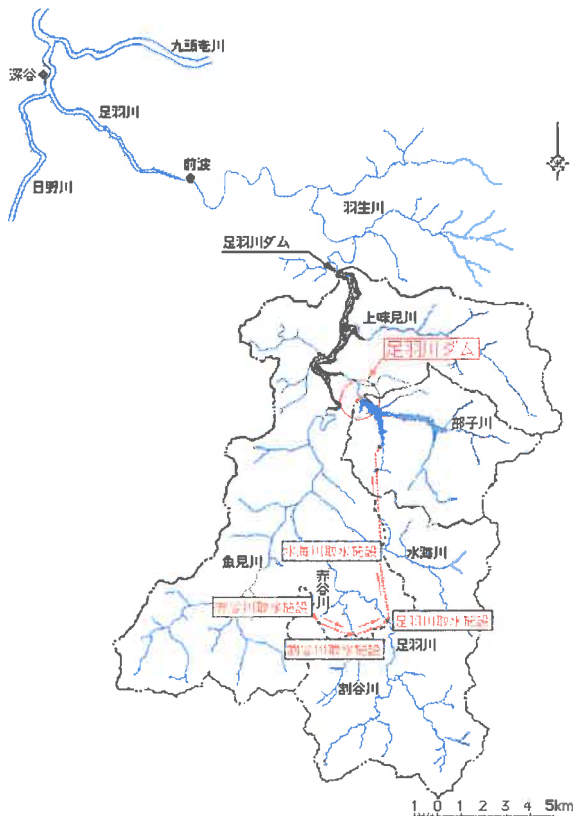 九頭竜川
深谷
足羽川
前波
日野川
羽生川
足羽川ダム
上味見川
足羽川ダム
部子川
水海川取水施設
水海川
魚見川
赤谷川
赤谷川取水施設
足羽川取水施設
割谷川取水施設
足羽川
割谷川
1 0 1 2 3 4 5km